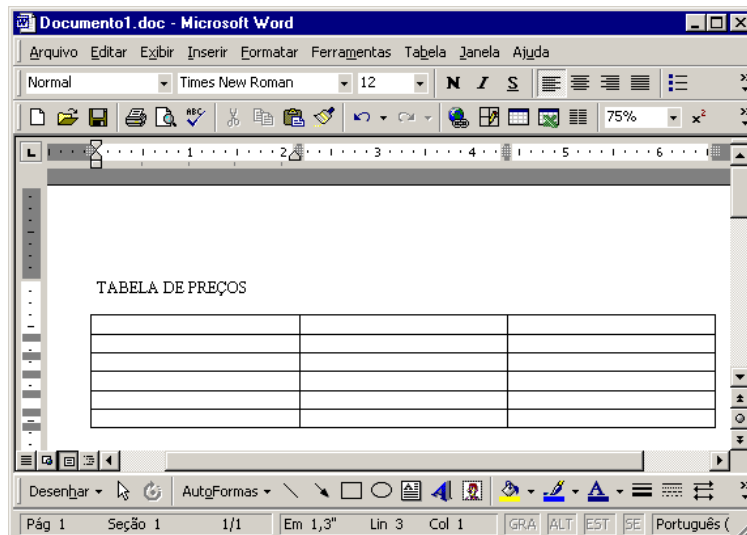 Documento1.doc - Microsoft Word
Arquivo Editar Exibir Inserir Formatar Ferramentas Tabela Janela Ajuda
Normal Times New Roman 12 N I S
ABC 75% x²
L 1 2 3 4 5 6
TABELA DE PREÇOS
Desenhar AutoFormas A A
Pág 1 Seção 1 1/1 Em 1,3" Lin 3 Col 1 GRA ALT EST SE Português (